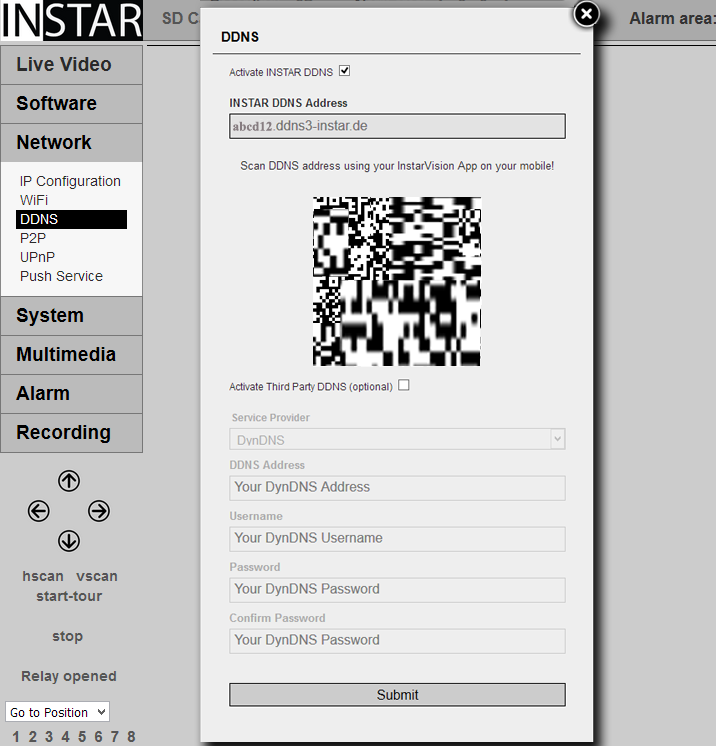 INSTAR
SD C
Alarm area:
Live Video
Software
Network
IP Configuration
WiFi
DDNS
P2P
UPnP
Push Service
System
Multimedia
Alarm
Recording
hscan vscan
start-tour
stop
Relay opened
Go to Position
1 2 3 4 5 6 7 8
DDNS
Activate INSTAR DDNS
INSTAR DDNS Address
abcd12.ddns3-instar.de
Scan DDNS address using your InstarVision App on your mobile!
Activate Third Party DDNS (optional)
Service Provider
DynDNS
DDNS Address
Your DynDNS Address
Username
Your DynDNS Username
Password
Your DynDNS Password
Confirm Password
Your DynDNS Password
Submit